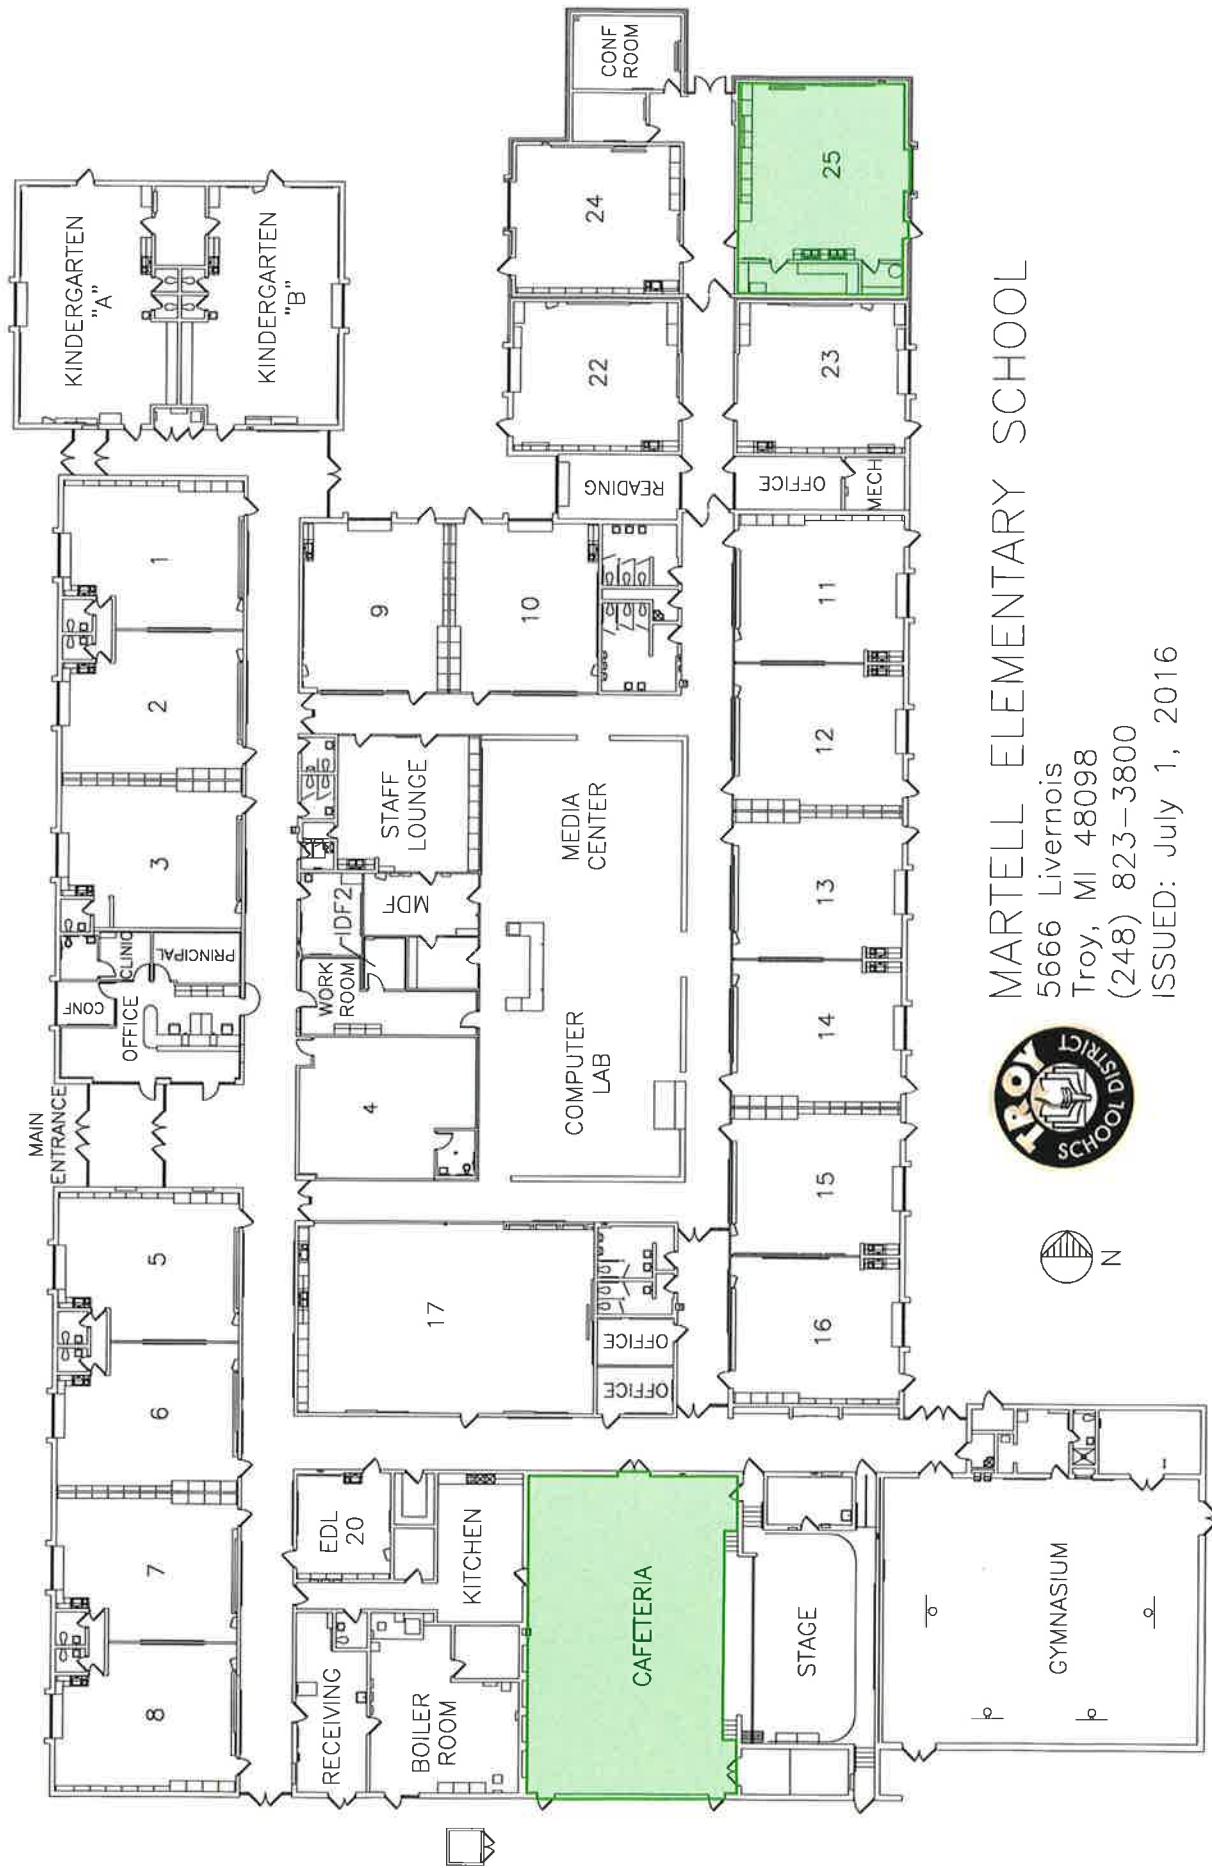 KINDERGARTEN
"A"
KINDERGARTEN
"B"
CONF
ROOM
24
25
22
23
READING
OFFICE
MECH
1
2
3
9
10
11
12
13
14
15
16
CLINIC
PRINCIPAL
CONF
OFFICE
MAIN
ENTRANCE
STAFF
LOUNGE
MDF
IDF2
WORK
ROOM
4
MEDIA
CENTER
COMPUTER
LAB
5
6
7
8
17
OFFICE
OFFICE
EDL
20
KITCHEN
RECEIVING
BOILER
ROOM
CAFETERIA
STAGE
GYMNASIUM
MARTELL ELEMENTARY SCHOOL
5666 Livernois
Troy, MI 48098
(248) 823-3800
ISSUED: July 1, 2016
TROY
SCHOOL DISTRICT
N